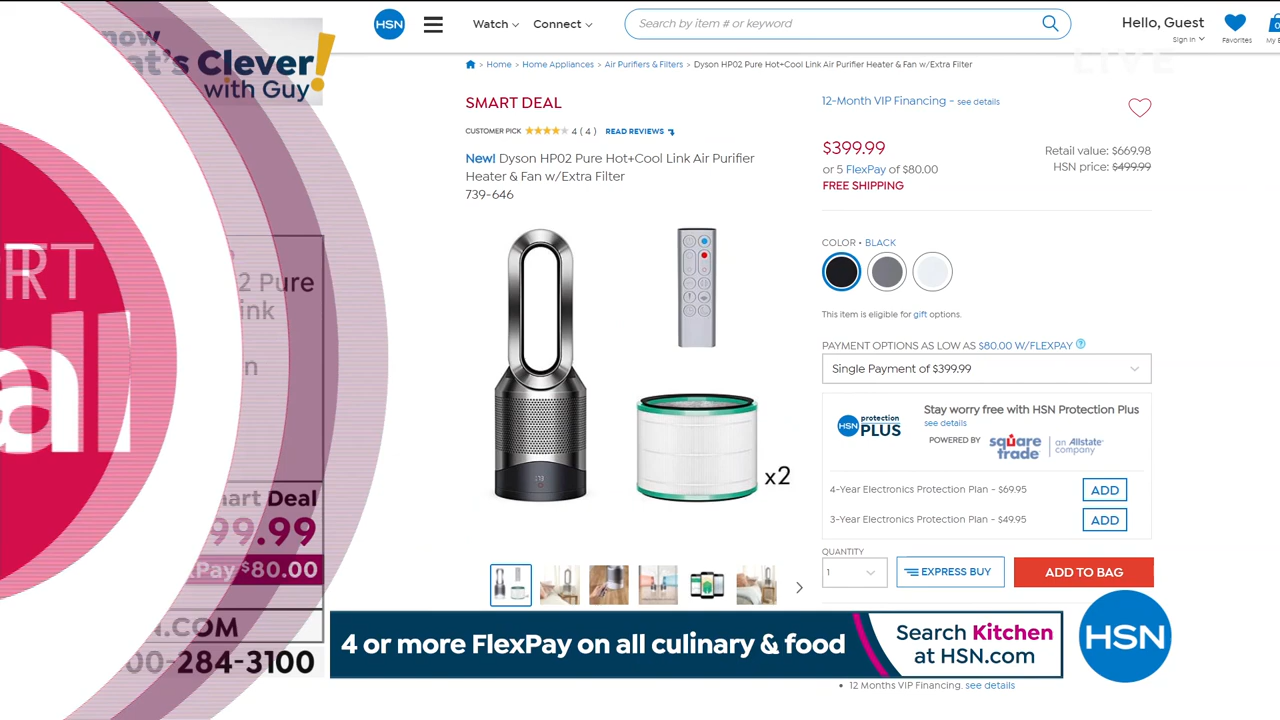 now
at's Clever!
with Guy
HSN
Watch
Connect
Search by item # or keyword
Hello, Guest
Sign In
Favorites
My B
0
LIVE
> Home > Home Appliances > Air Purifiers & Filters > Dyson HP02 Pure Hot+Cool Link Air Purifier Heater & Fan w/Extra Filter
SMART DEAL
CUSTOMER PICK 4 ( 4 ) READ REVIEWS
New! Dyson HP02 Pure Hot+Cool Link Air Purifier
Heater & Fan w/Extra Filter
739-646
x2
12-Month VIP Financing - see details
$399.99
Retail value: $669.98
or 5 FlexPay of $80.00
HSN price: $499.99
FREE SHIPPING
COLOR • BLACK
This item is eligible for gift options.
PAYMENT OPTIONS AS LOW AS $80.00 W/FLEXPAY ?
Single Payment of $399.99
HSN protection PLUS
Stay worry free with HSN Protection Plus
see details
POWERED BY square trade | an Allstate company
4-Year Electronics Protection Plan - $69.95 ADD
3-Year Electronics Protection Plan - $49.95 ADD
QUANTITY
1
EXPRESS BUY
ADD TO BAG
RT
al
2 Pure
ink
n
art Deal
99.99
Pay $80.00
N.COM
00-284-3100
4 or more FlexPay on all culinary & food
Search Kitchen
at HSN.com
HSN
• 12 Months VIP Financing. see details